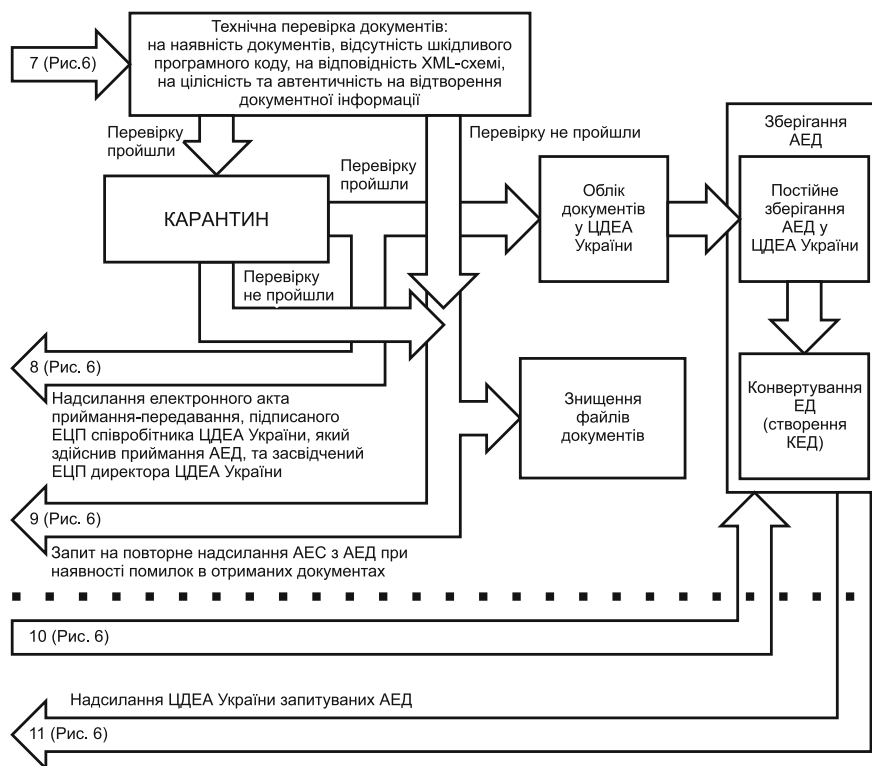 Технічна перевірка документів:
на наявність документів, відсутність шкідливого
програмного коду, на відповідність XML-схемі,
на цілісність та автентичність на відтворення
документної інформації
7 (Рис.6)
Перевірку
пройшли
Перевірку
пройшли
Перевірку не пройшли
Зберігання
АЕД
КАРАНТИН
Облік
документів
у ЦДЕА
України
Постійне
зберігання
АЕД у
ЦДЕА України
Перевірку
не пройшли
8 (Рис. 6)
Надсилання електронного акта
приймання-передавання, підписаного
ЕЦП співробітника ЦДЕА України, який
здійснив приймання АЕД, та засвідчений
ЕЦП директора ЦДЕА України
Знищення
файлів
документів
Конвертування
ЕД
(створення
КЕД)
9 (Рис. 6)
Запит на повторне надсилання АЕС з АЕД при
наявності помилок в отриманих документах
10 (Рис. 6)
Надсилання ЦДЕА України запитуваних АЕД
11 (Рис. 6)